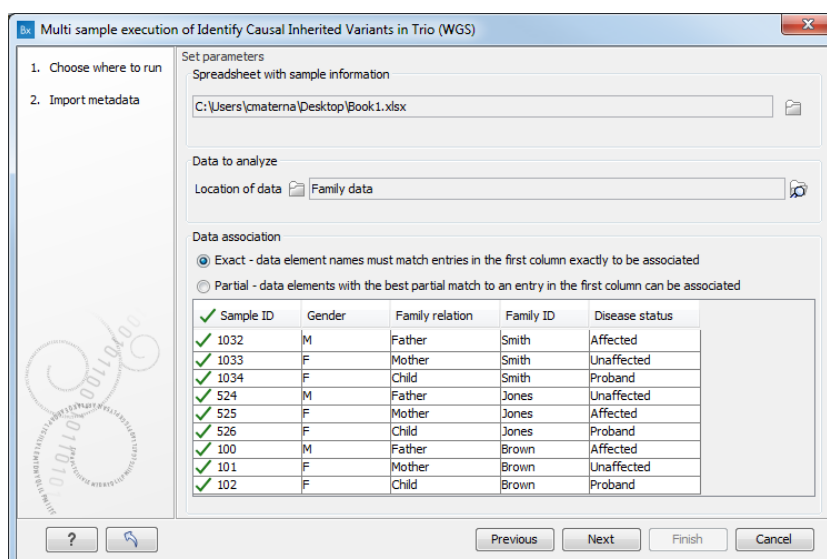 Bx Multi sample execution of Identify Causal Inherited Variants in Trio (WGS)
1. Choose where to run
2. Import metadata
Set parameters
Spreadsheet with sample information
C:\Users\cmaterna\Desktop\Book1.xlsx
Data to analyze
Location of data Family data
Data association
Exact - data element names must match entries in the first column exactly to be associated
Partial - data elements with the best partial match to an entry in the first column can be associated
Sample ID Gender Family relation Family ID Disease status
1032 M Father Smith Affected
1033 F Mother Smith Unaffected
1034 F Child Smith Proband
524 M Father Jones Unaffected
525 F Mother Jones Affected
526 F Child Jones Proband
100 M Father Brown Affected
101 F Mother Brown Unaffected
102 F Child Brown Proband
? Previous Next Finish Cancel